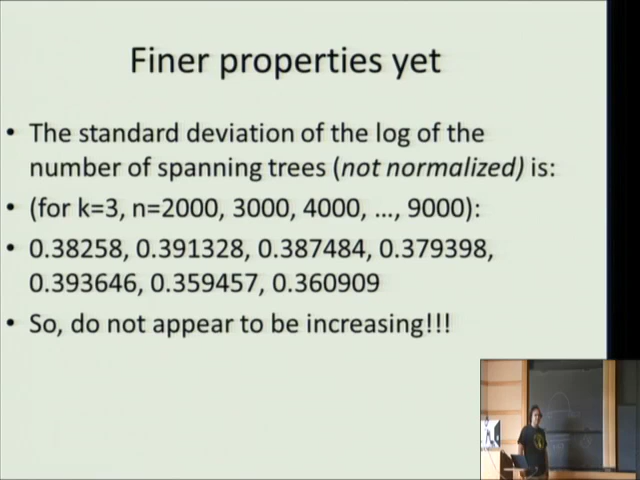 Finer properties yet
• The standard deviation of the log of the
number of spanning trees (not normalized) is:
• (for k=3, n=2000, 3000, 4000, ..., 9000):
• 0.38258, 0.391328, 0.387484, 0.379398,
0.393646, 0.359457, 0.360909
• So, do not appear to be increasing!!!